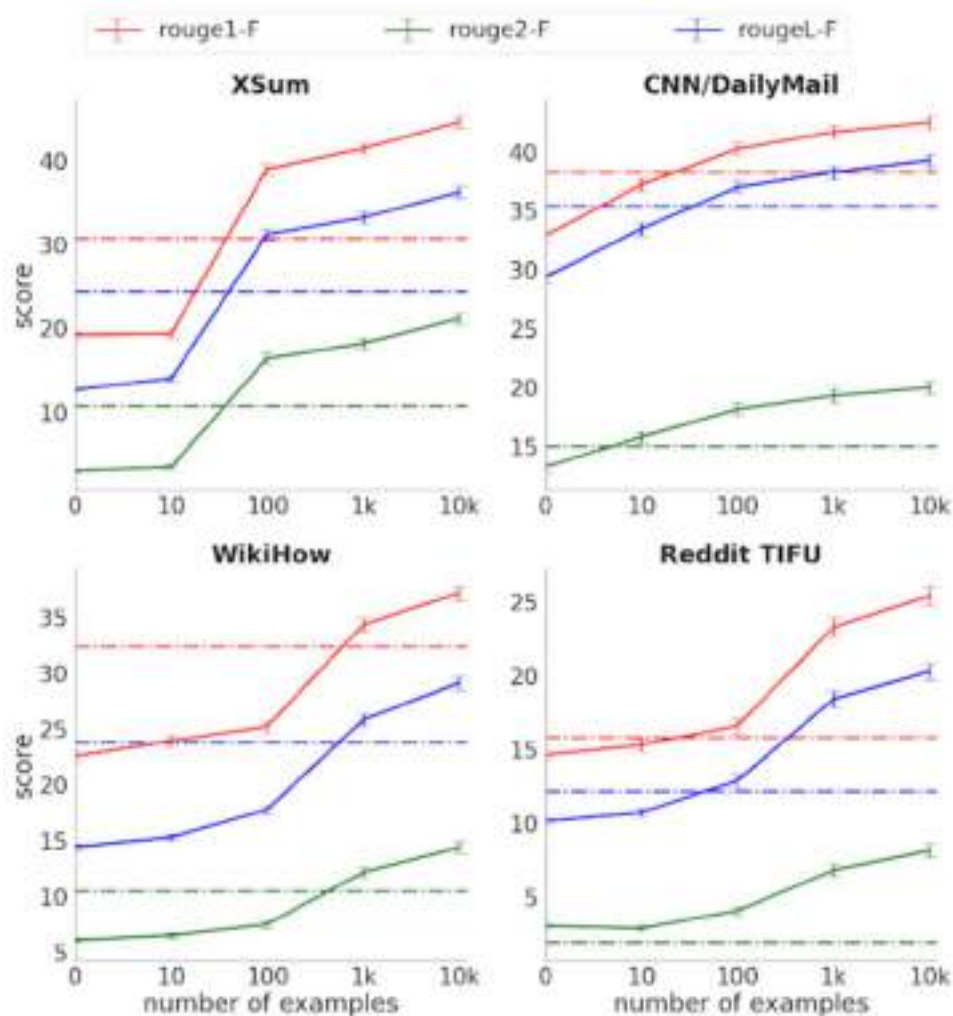 rouge1-F rouge2-F rougeL-F
XSum
40
30
20
10
score
0 10 100 1k 10k
CNN/DailyMail
40
35
30
25
20
15
0 10 100 1k 10k
WikiHow
35
30
25
20
15
10
5
score
0 10 100 1k 10k
number of examples
Reddit TIFU
25
20
15
10
5
0 10 100 1k 10k
number of examples